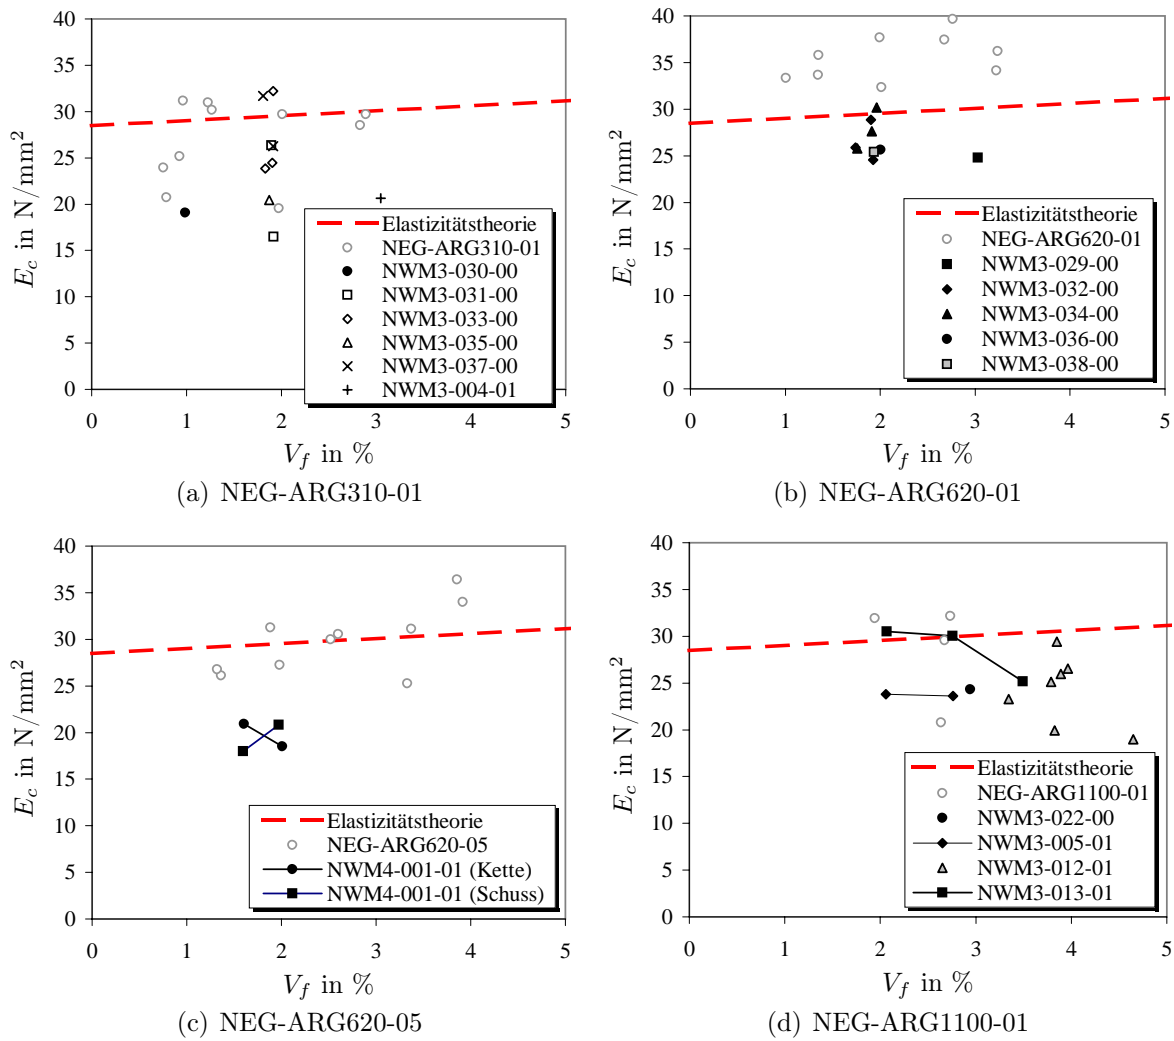 40
35
30
25
20
15
10
5
0
E_c in N/mm²
Elastizitätstheorie
NEG-ARG310-01
NWM3-030-00
NWM3-031-00
NWM3-033-00
NWM3-035-00
NWM3-037-00
NWM3-004-01
0 1 2 3 4 5
V_f in %
(a) NEG-ARG310-01
40
35
30
25
20
15
10
5
0
E_c in N/mm²
Elastizitätstheorie
NEG-ARG620-01
NWM3-029-00
NWM3-032-00
NWM3-034-00
NWM3-036-00
NWM3-038-00
0 1 2 3 4 5
V_f in %
(b) NEG-ARG620-01
40
35
30
25
20
15
10
5
0
E_c in N/mm²
Elastizitätstheorie
NEG-ARG620-05
NWM4-001-01 (Kette)
NWM4-001-01 (Schuss)
0 1 2 3 4 5
V_f in %
(c) NEG-ARG620-05
40
35
30
25
20
15
10
5
0
E_c in N/mm²
Elastizitätstheorie
NEG-ARG1100-01
NWM3-022-00
NWM3-005-01
NWM3-012-01
NWM3-013-01
0 1 2 3 4 5
V_f in %
(d) NEG-ARG1100-01